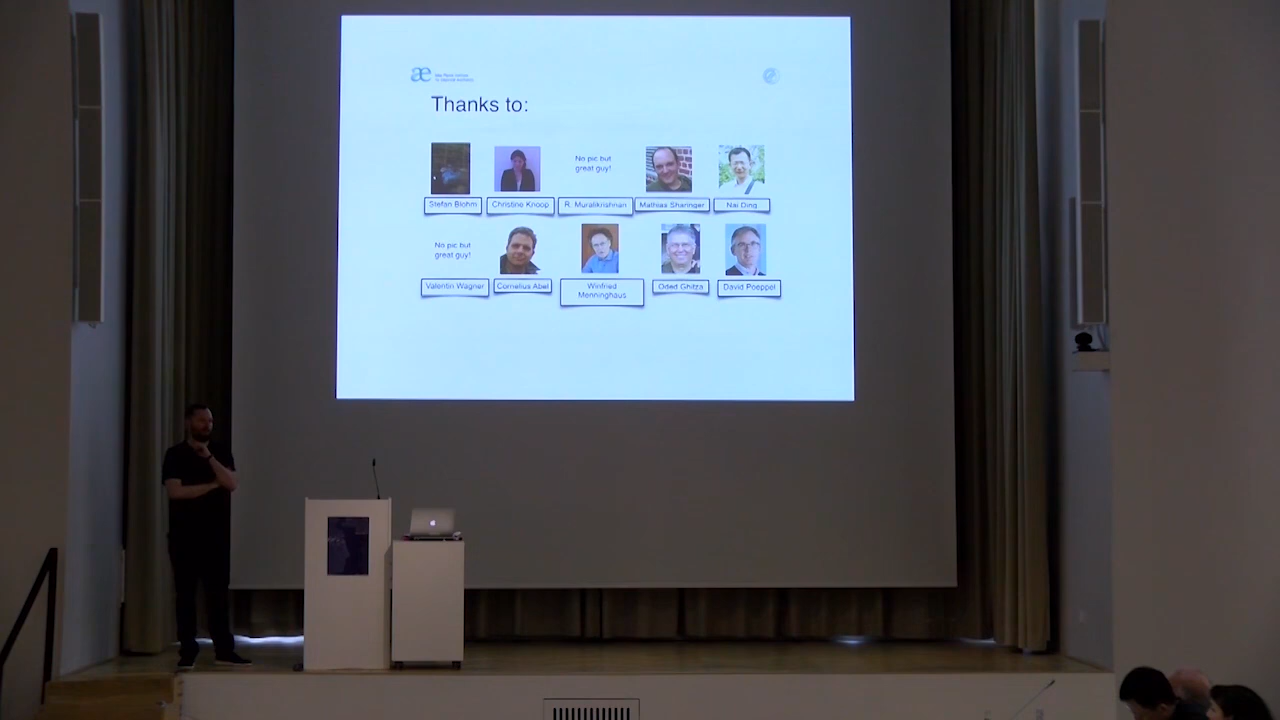 æ
Thanks to:
No pic but
great guy!
Stefan Blohm
Christine Knoop
R. Muralikrishnan
Mathias Sharinger
Nai Ding
No pic but
great guy!
Valentin Wagner
Cornelius Abel
Winfried
Menninghaus
Oded Ghitza
David Poeppel